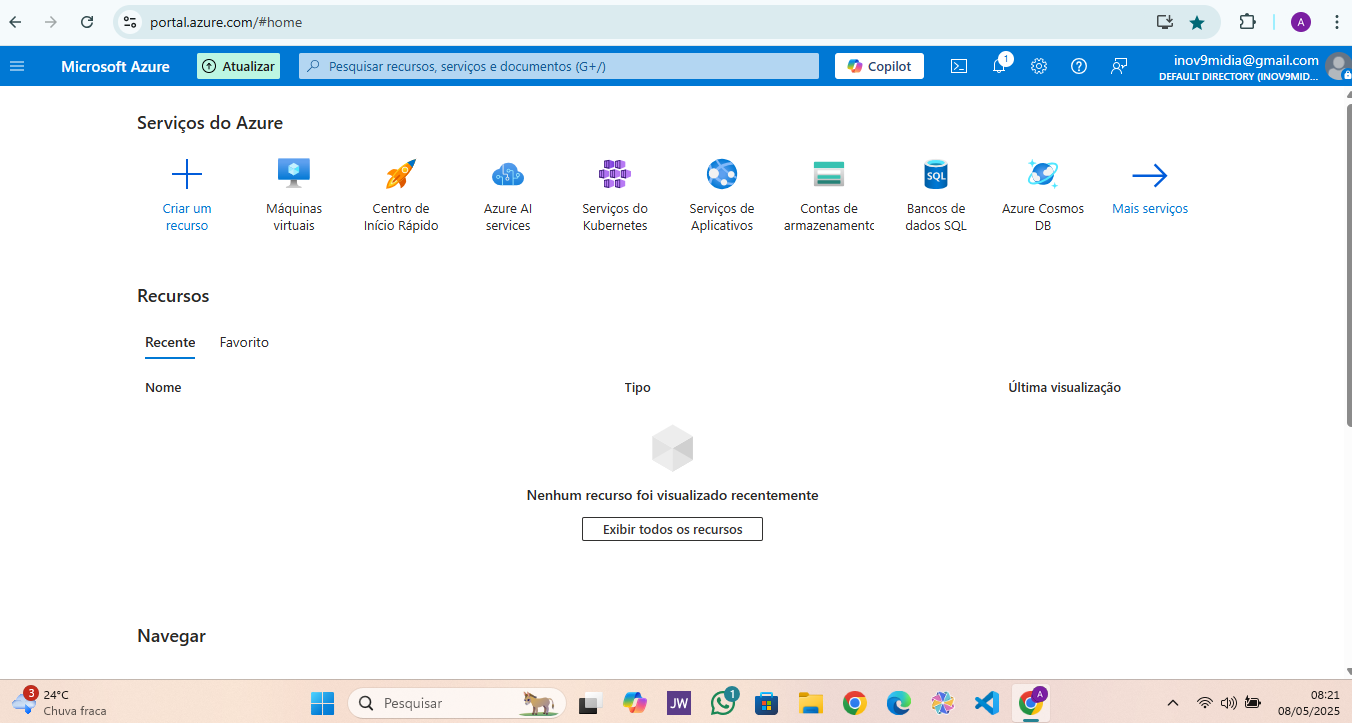 portal.azure.com/#home
A
Microsoft Azure
Atualizar
Pesquisar recursos, serviços e documentos (G+/)
Copilot
1
inov9midia@gmail.com
DEFAULT DIRECTORY (INOV9MID...
Serviços do Azure
Criar um
recurso
Máquinas
virtuais
Centro de
Início Rápido
Azure AI
services
Serviços do
Kubernetes
Serviços de
Aplicativos
Contas de
armazenamento
SQL
Bancos de
dados SQL
Azure Cosmos
DB
Mais serviços
Recursos
Recente
Favorito
Nome
Tipo
Última visualização
Nenhum recurso foi visualizado recentemente
Exibir todos os recursos
Navegar
3
24°C
Chuva fraca
Pesquisar
JW
1
A
08:21
08/05/2025